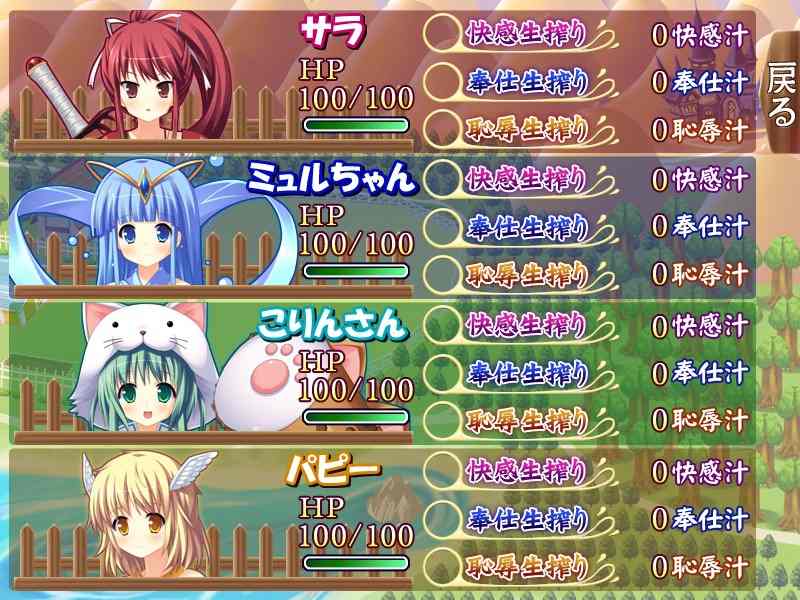 サラ
HP
100/100
快感生搾り 0快感汁
奉仕生搾り 0奉仕汁
恥辱生搾り 0恥辱汁
戻る
ミュルちゃん
HP
100/100
快感生搾り 0快感汁
奉仕生搾り 0奉仕汁
恥辱生搾り 0恥辱汁
こりんさん
HP
100/100
快感生搾り 0快感汁
奉仕生搾り 0奉仕汁
恥辱生搾り 0恥辱汁
パピー
HP
100/100
快感生搾り 0快感汁
奉仕生搾り 0奉仕汁
恥辱生搾り 0恥辱汁